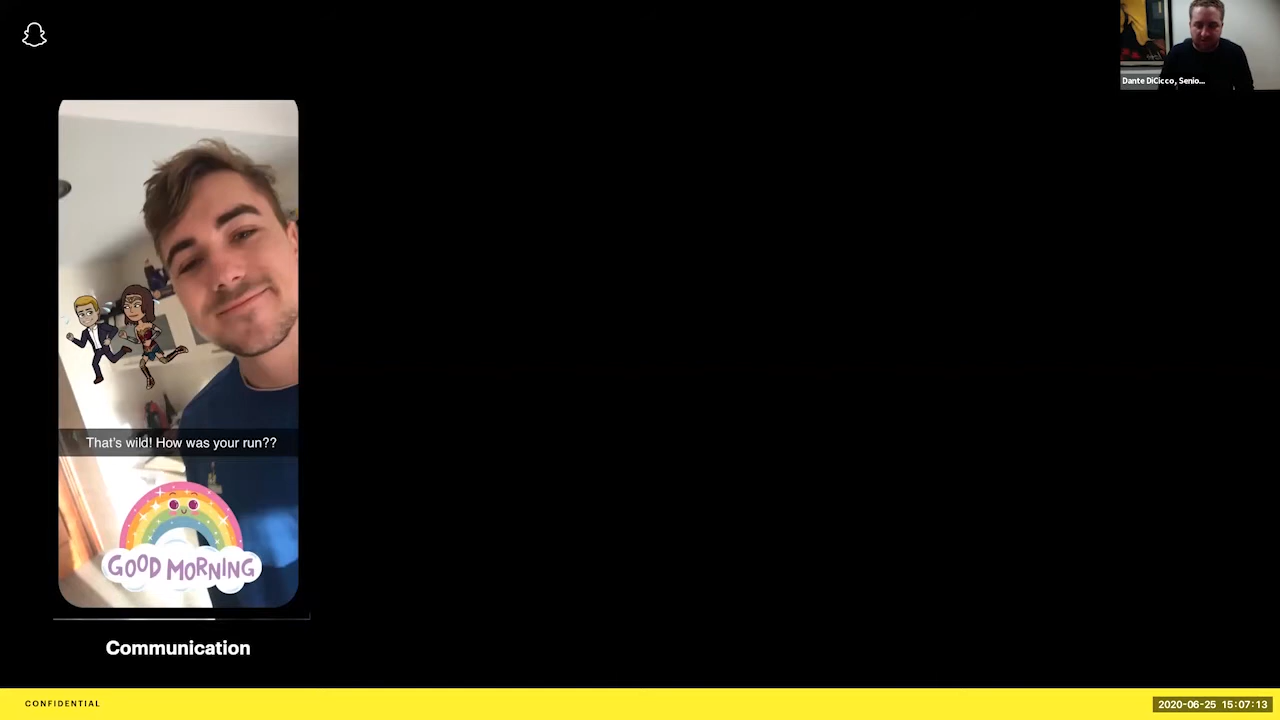 Dante DiCicco, Senio...
That's wild! How was your run??
GOOD MORNING
Communication
CONFIDENTIAL
2020-06-25 15:07:13